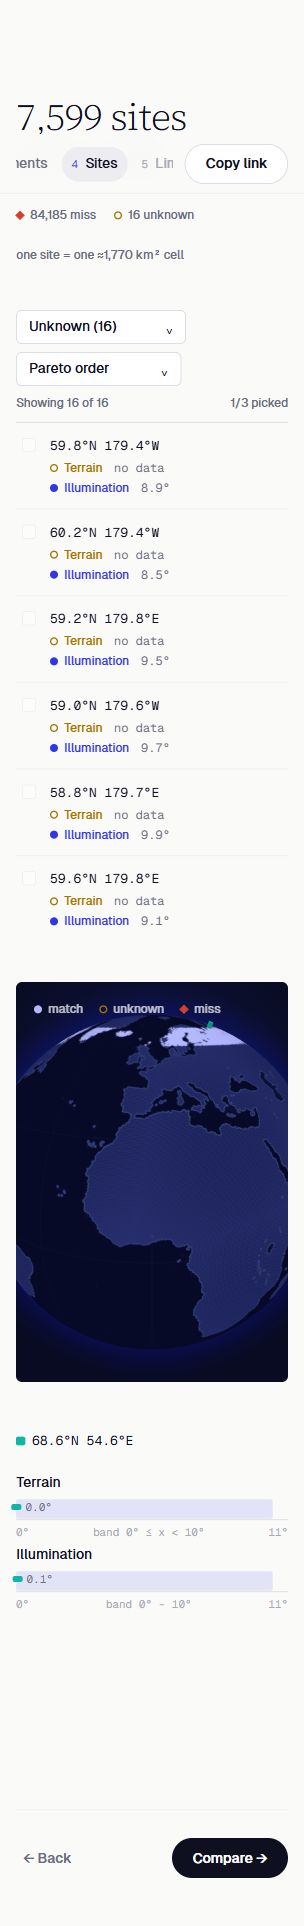 7,599 sites
nents
4 Sites
5 Lir
Copy link
84,185 miss
16 unknown
one site = one ≈1,770 km² cell
Unknown (16)
Pareto order
Showing 16 of 16
1/3 picked
59.8°N 179.4°W
Terrain no data
Illumination 8.9°
60.2°N 179.4°W
Terrain no data
Illumination 8.5°
59.2°N 179.8°E
Terrain no data
Illumination 9.5°
59.0°N 179.6°W
Terrain no data
Illumination 9.7°
58.8°N 179.7°E
Terrain no data
Illumination 9.9°
59.6°N 179.8°E
Terrain no data
Illumination 9.1°
match unknown miss
68.6°N 54.6°E
Terrain
0.0°
0° band 0° ≤ x < 10° 11°
Illumination
0.1°
0° band 0° – 10° 11°
← Back
Compare →